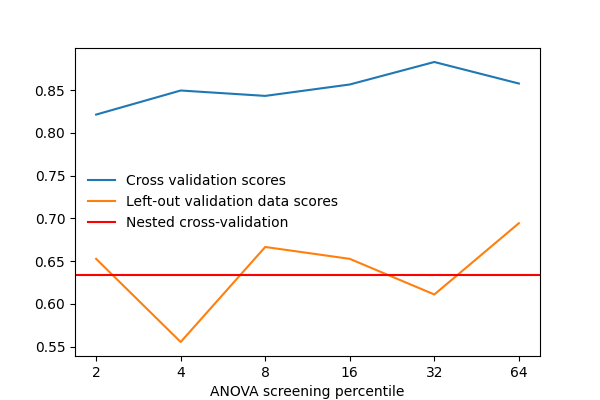 0.85
0.80
0.75
0.70
0.65
0.60
0.55
Cross validation scores
Left-out validation data scores
Nested cross-validation
2 4 8 16 32 64
ANOVA screening percentile